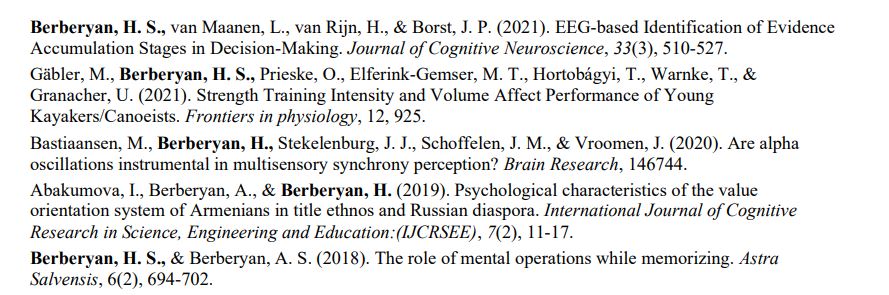 Berberyan, H. S., van Maanen, L., van Rijn, H., & Borst, J. P. (2021). EEG-based Identification of Evidence
Accumulation Stages in Decision-Making. Journal of Cognitive Neuroscience, 33(3), 510-527.
Gäbler, M., Berberyan, H. S., Prieske, O., Elferink-Gemser, M. T., Hortobágyi, T., Warnke, T., &
Granacher, U. (2021). Strength Training Intensity and Volume Affect Performance of Young
Kayakers/Canoeists. Frontiers in physiology, 12, 925.
Bastiaansen, M., Berberyan, H., Stekelenburg, J. J., Schoffelen, J. M., & Vroomen, J. (2020). Are alpha
oscillations instrumental in multisensory synchrony perception? Brain Research, 146744.
Abakumova, I., Berberyan, A., & Berberyan, H. (2019). Psychological characteristics of the value
orientation system of Armenians in title ethnos and Russian diaspora. International Journal of Cognitive
Research in Science, Engineering and Education:(IJCRSEE), 7(2), 11-17.
Berberyan, H. S., & Berberyan, A. S. (2018). The role of mental operations while memorizing. Astra
Salvensis, 6(2), 694-702.